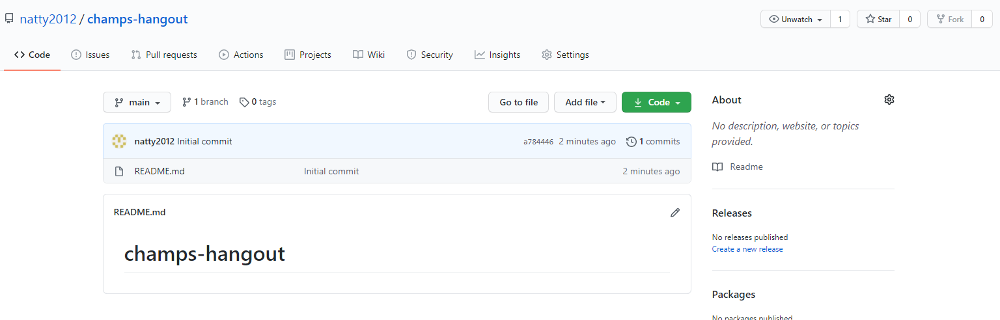 natty2012 / champs-hangout
Unwatch 1 Star 0 Fork 0
Code Issues Pull requests Actions Projects Wiki Security Insights Settings
main 1 branch 0 tags Go to file Add file Code
natty2012 Initial commit a784446 2 minutes ago 1 commits
README.md Initial commit 2 minutes ago
README.md
champs-hangout
About
No description, website, or topics
provided.
Readme
Releases
No releases published
Create a new release
Packages
No packages published